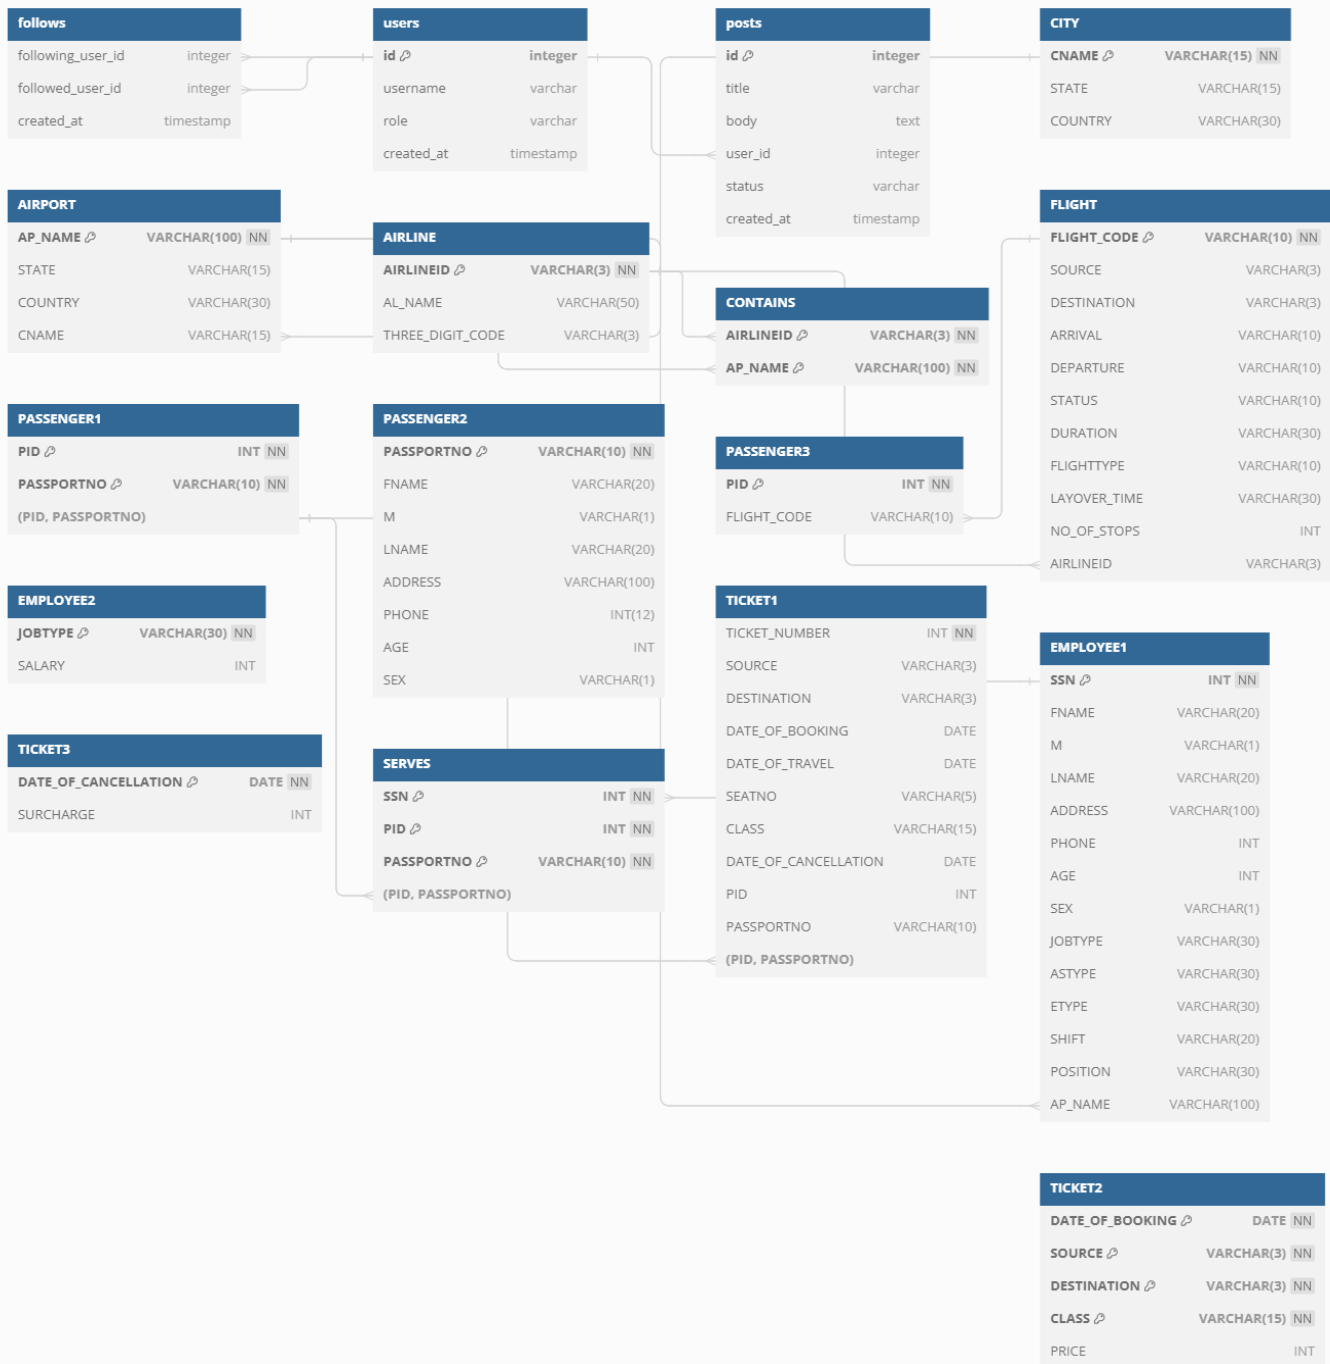 follows
following_user_id integer
followed_user_id integer
created_at timestamp
users
id integer
username varchar
role varchar
created_at timestamp
posts
id integer
title varchar
body text
user_id integer
status varchar
created_at timestamp
CITY
CNAME VARCHAR(15) NN
STATE VARCHAR(15)
COUNTRY VARCHAR(30)
AIRPORT
AP_NAME VARCHAR(100) NN
STATE VARCHAR(15)
COUNTRY VARCHAR(30)
CNAME VARCHAR(15)
AIRLINE
AIRLINEID VARCHAR(3) NN
AL_NAME VARCHAR(50)
THREE_DIGIT_CODE VARCHAR(3)
CONTAINS
AIRLINEID VARCHAR(3) NN
AP_NAME VARCHAR(100) NN
FLIGHT
FLIGHT_CODE VARCHAR(10) NN
SOURCE VARCHAR(3)
DESTINATION VARCHAR(3)
ARRIVAL VARCHAR(10)
DEPARTURE VARCHAR(10)
STATUS VARCHAR(10)
DURATION VARCHAR(30)
FLIGHTTYPE VARCHAR(10)
LAYOVER_TIME VARCHAR(30)
NO_OF_STOPS INT
AIRLINEID VARCHAR(3)
PASSENGER1
PID INT NN
PASSPORTNO VARCHAR(10) NN
(PID, PASSPORTNO)
PASSENGER2
PASSPORTNO VARCHAR(10) NN
FNAME VARCHAR(20)
M VARCHAR(1)
LNAME VARCHAR(20)
ADDRESS VARCHAR(100)
PHONE INT(12)
AGE INT
SEX VARCHAR(1)
PASSENGER3
PID INT NN
FLIGHT_CODE VARCHAR(10)
EMPLOYEE2
JOBTYPE VARCHAR(30) NN
SALARY INT
TICKET1
TICKET_NUMBER INT NN
SOURCE VARCHAR(3)
DESTINATION VARCHAR(3)
DATE_OF_BOOKING DATE
DATE_OF_TRAVEL DATE
SEATNO VARCHAR(5)
CLASS VARCHAR(15)
DATE_OF_CANCELLATION DATE
PID INT
PASSPORTNO VARCHAR(10)
(PID, PASSPORTNO)
EMPLOYEE1
SSN INT NN
FNAME VARCHAR(20)
M VARCHAR(1)
LNAME VARCHAR(20)
ADDRESS VARCHAR(100)
PHONE INT
AGE INT
SEX VARCHAR(1)
JOBTYPE VARCHAR(30)
ASTYPE VARCHAR(30)
ETYPE VARCHAR(30)
SHIFT VARCHAR(20)
POSITION VARCHAR(30)
AP_NAME VARCHAR(100)
TICKET3
DATE_OF_CANCELLATION DATE NN
SURCHARGE INT
SERVES
SSN INT NN
PID INT NN
PASSPORTNO VARCHAR(10) NN
(PID, PASSPORTNO)
TICKET2
DATE_OF_BOOKING DATE NN
SOURCE VARCHAR(3) NN
DESTINATION VARCHAR(3) NN
CLASS VARCHAR(15) NN
PRICE INT